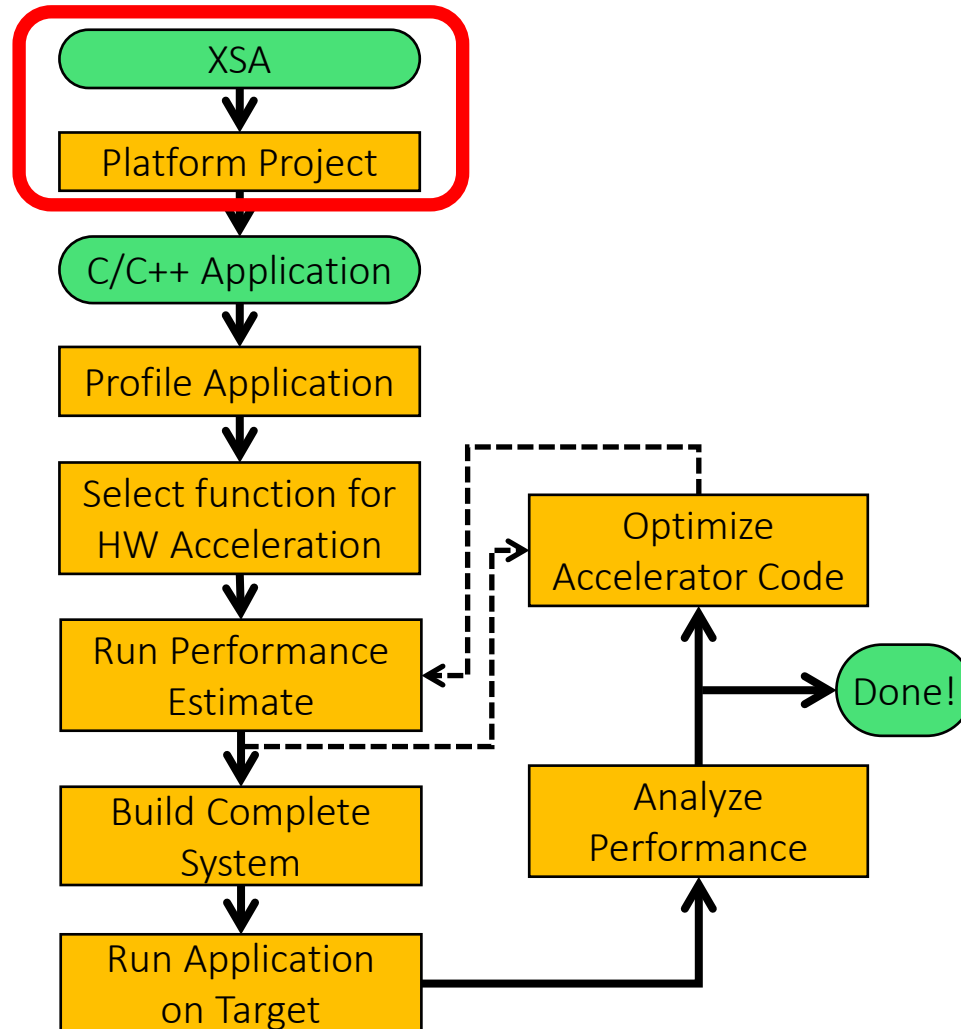 XSA
Platform Project
C/C++ Application
Profile Application
Select function for
HW Acceleration
Run Performance
Estimate
Build Complete
System
Run Application
on Target
Optimize
Accelerator Code
Done!
Analyze
Performance